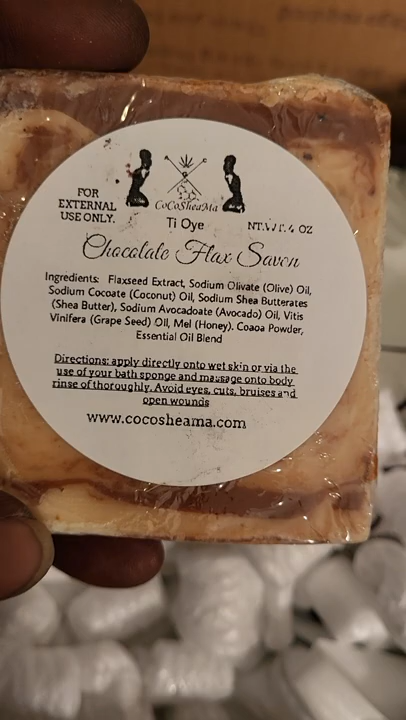 CoCoSheaMa
FOR
EXTERNAL
USE ONLY.
Ti Oye
NT.WT. 4 OZ
Chocolate Flax Savon
Ingredients: Flaxseed Extract, Sodium Olivate (Olive) Oil,
Sodium Cocoate (Coconut) Oil, Sodium Shea Butterates
(Shea Butter), Sodium Avocadoate (Avocado) Oil, Vitis
Vinifera (Grape Seed) Oil, Mel (Honey). Coaoa Powder,
Essential Oil Blend
Directions: apply directly onto wet skin or via the
use of your bath sponge and massage onto body
rinse of thoroughly. Avoid eyes, cuts, bruises and
open wounds
www.cocosheama.com